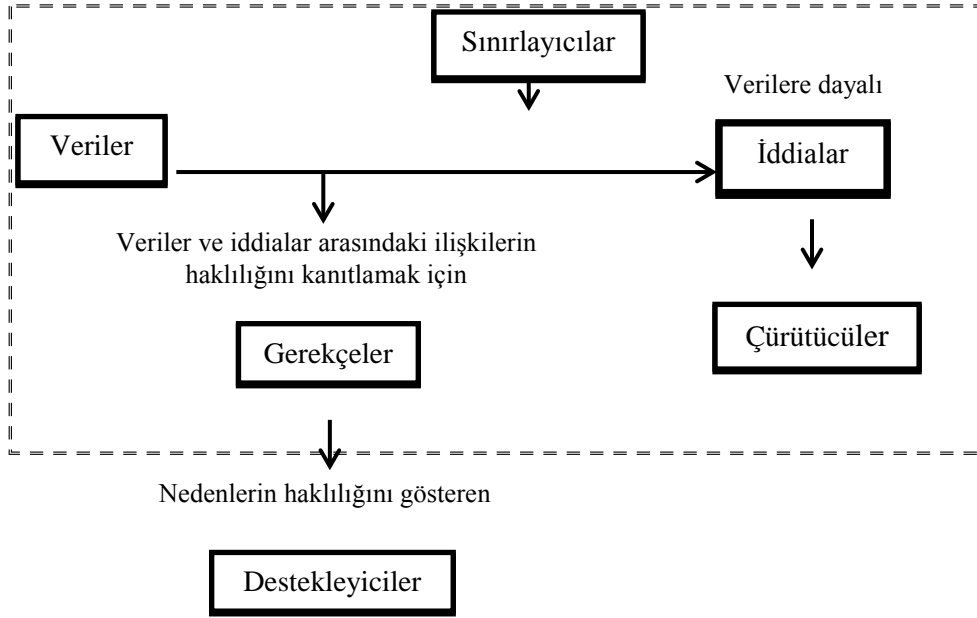 Sınırlayıcılar
Verilere dayalı
Veriler
İddialar
Veriler ve iddialar arasındaki ilişkilerin
haklılığını kanıtlamak için
Gerekçeler
Çürütücüler
Nedenlerin haklılığını gösteren
Destekleyiciler